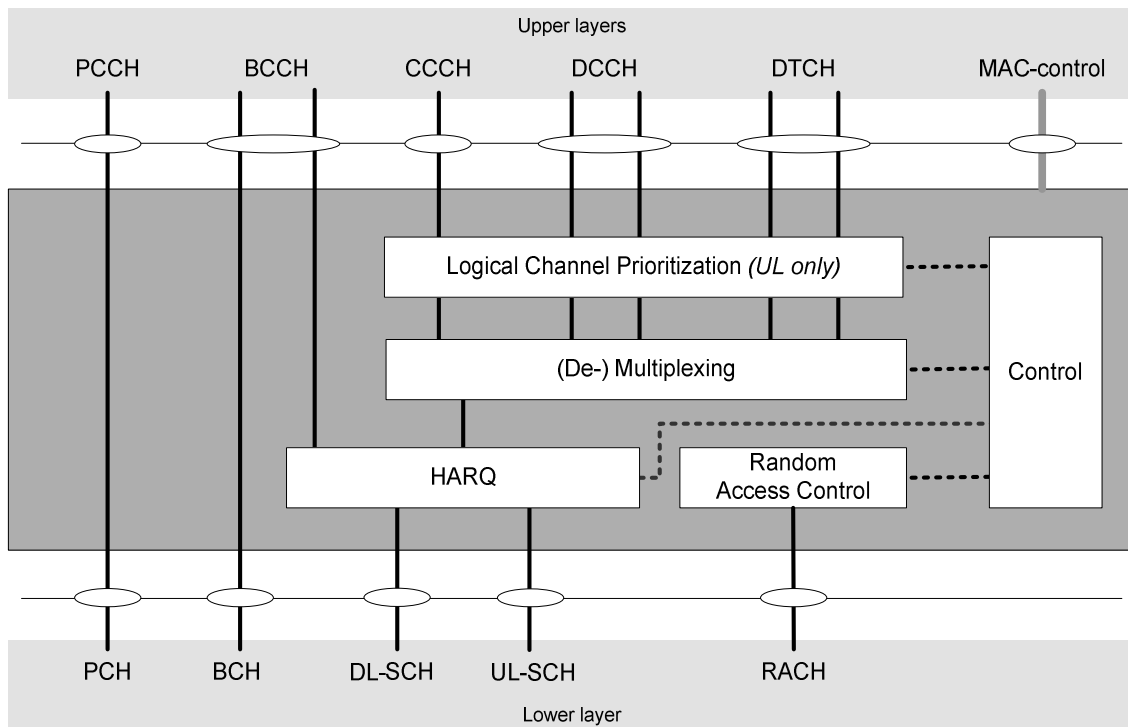 Upper layers
PCCH
BCCH
CCCH
DCCH
DTCH
MAC-control
Logical Channel Prioritization (UL only)
(De-) Multiplexing
Control
HARQ
Random
Access Control
PCH
BCH
DL-SCH
UL-SCH
RACH
Lower layer